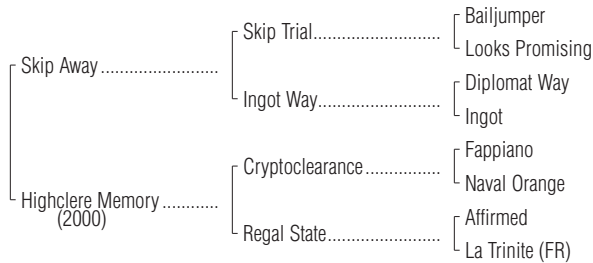 Bailjumper
Skip Trial
Looks Promising
Skip Away
Diplomat Way
Ingot Way
Ingot
Fappiano
Cryptoclearance
Naval Orange
Highclere Memory
(2000)
Affirmed
Regal State
La Trinite (FR)